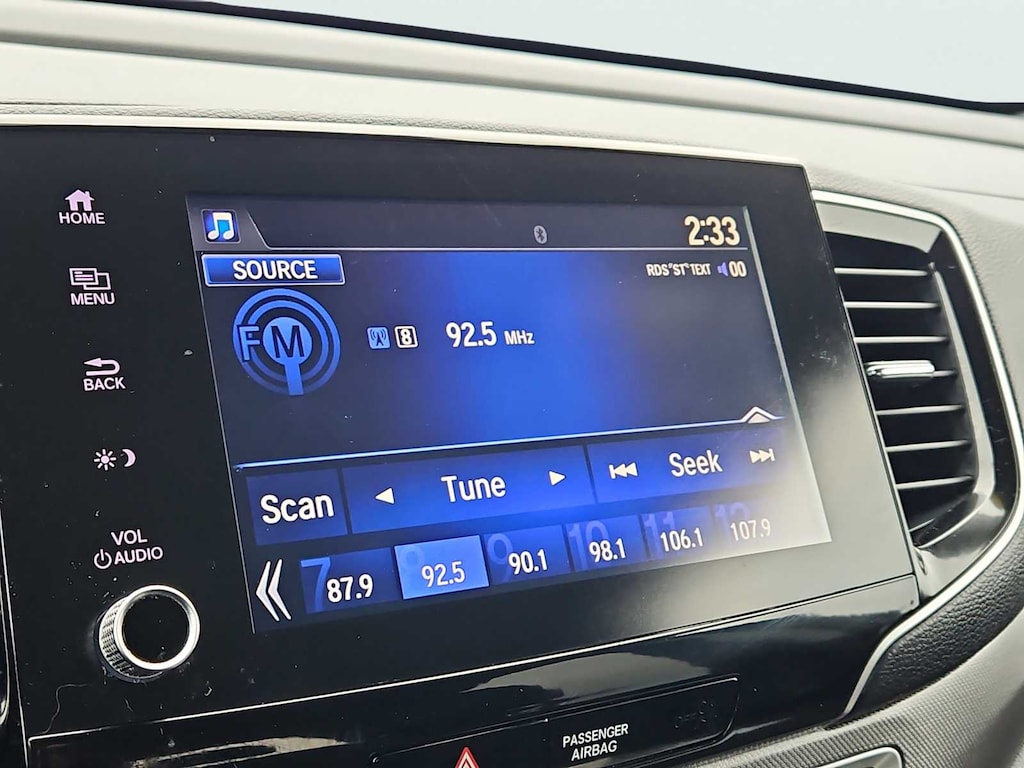 HOME
MENU
BACK
VOL
AUDIO
2:33
SOURCE
RDS "ST" TEXT 00
FM 8 92.5 MHz
Scan Tune Seek
7 87.9 8 92.5 9 90.1 10 98.1 11 106.1 12 107.9
PASSENGER
AIRBAG
OFF